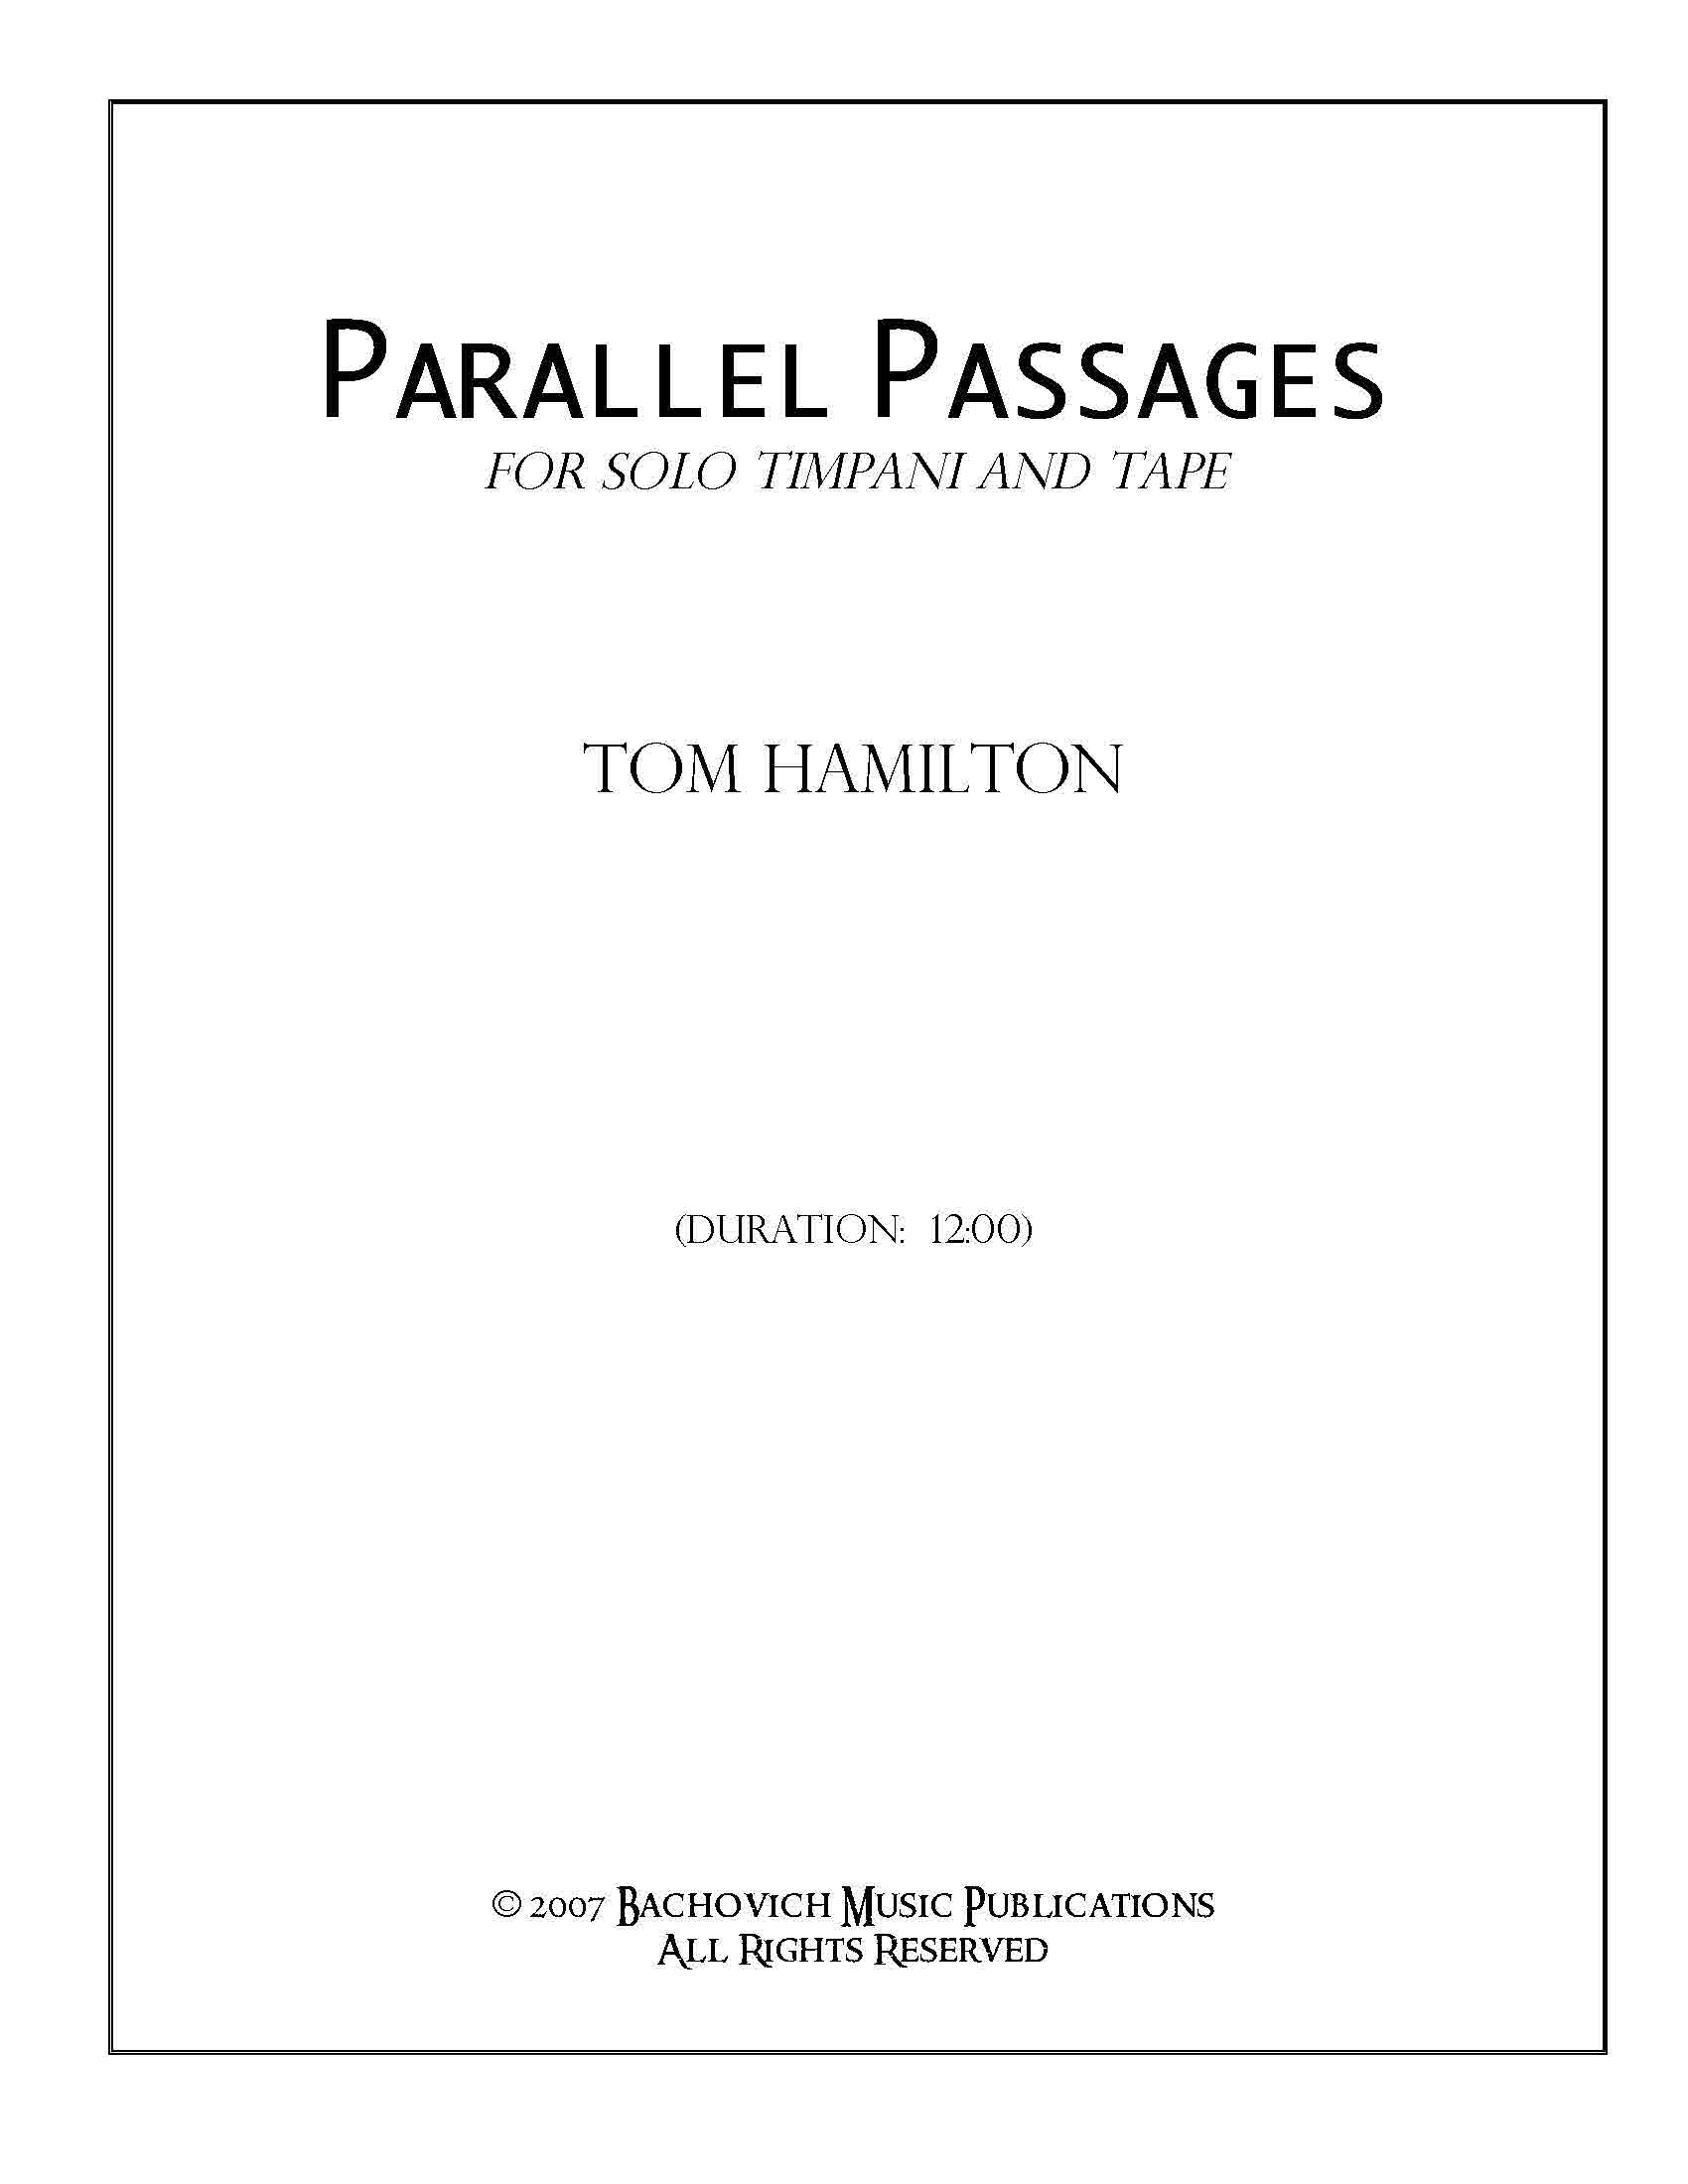 PARALLEL PASSAGES
FOR SOLO TIMPANI AND TAPE
TOM HAMILTON
(DURATION: 12:00)
© 2007 BACHOVICH MUSIC PUBLICATIONS
ALL RIGHTS RESERVED